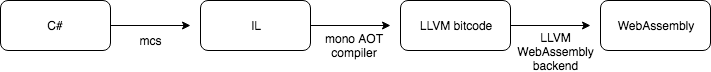 C#
mcs
IL
mono AOT
compiler
LLVM bitcode
LLVM
WebAssembly
backend
WebAssembly